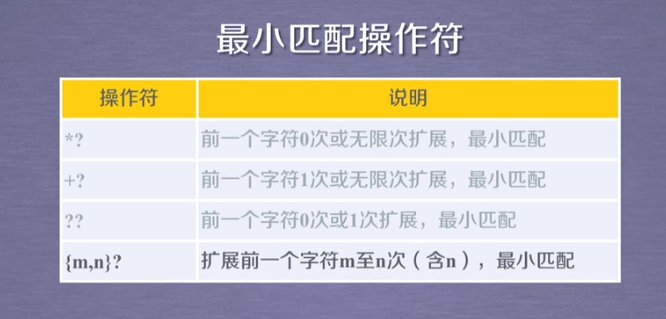 最小匹配操作符
操作符 说明
*? 前一个字符0次或无限次扩展，最小匹配
+? 前一个字符1次或无限次扩展，最小匹配
?? 前一个字符0次或1次扩展，最小匹配
{m,n}? 扩展前一个字符m至n次（含n），最小匹配